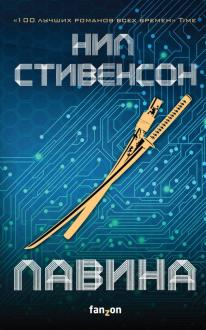 «100 ЛУЧШИХ РОМАНОВ ВСЕХ ВРЕМЕН» TIME
НИЛ
СТИВЕНСОН
ЛАВИНА
fanzon